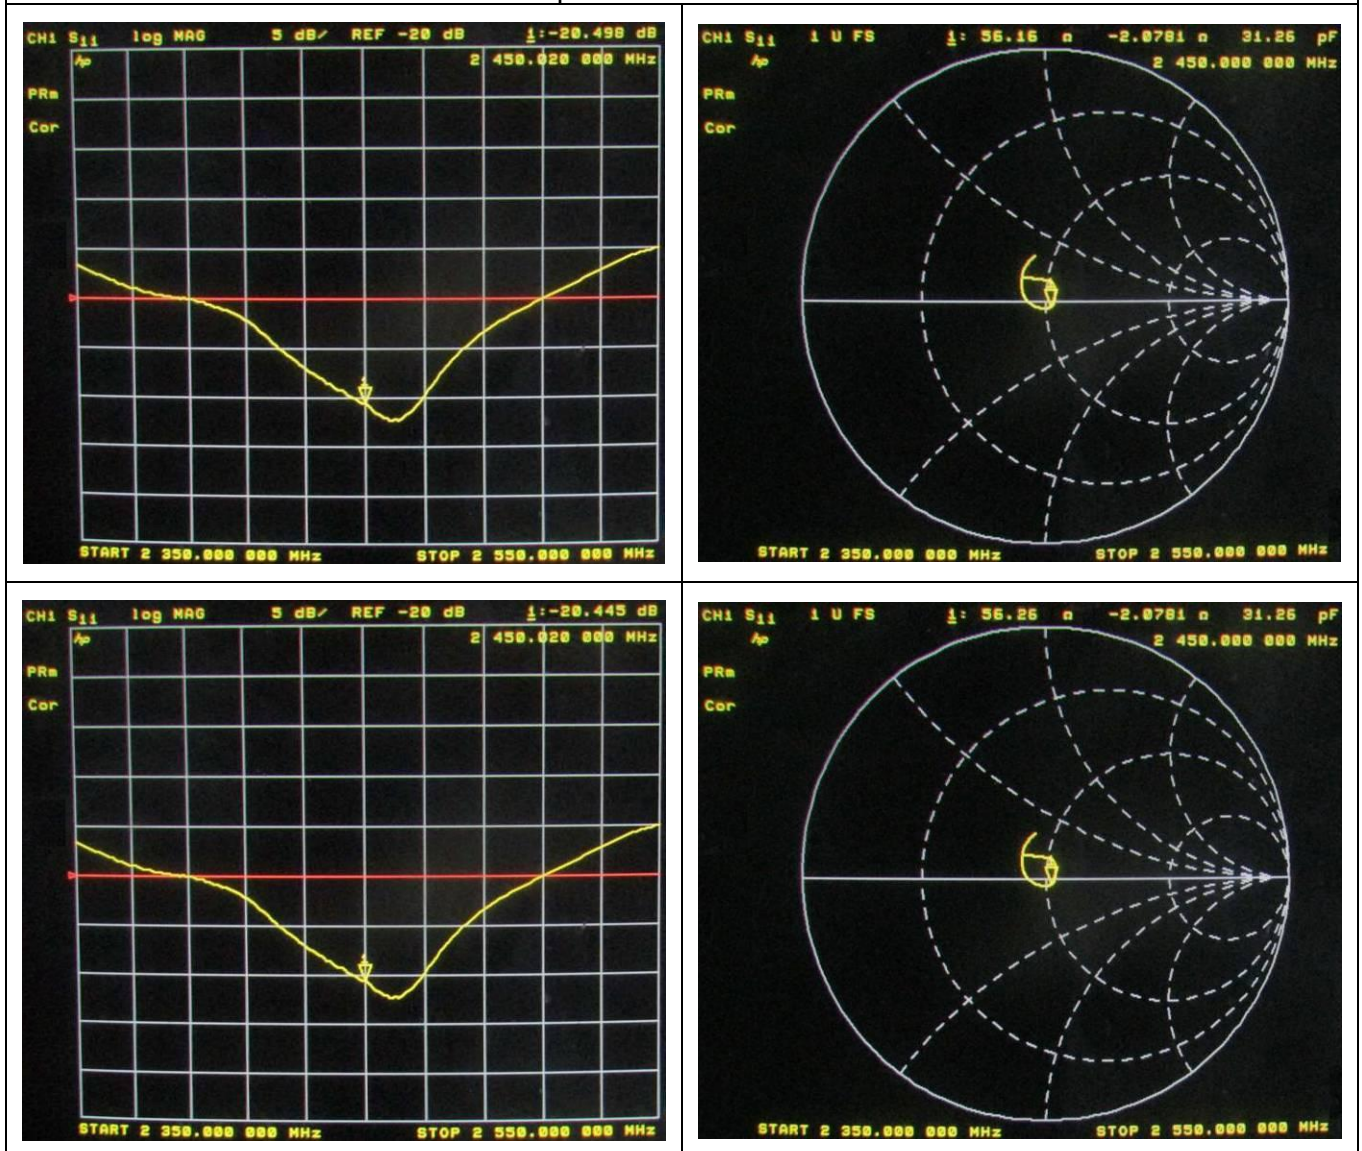 CH1 S11 log MAG 5 dB/ REF -20 dB 1:-20.498 dB
hp 2 450.020 000 MHz
PRm
Cor
START 2 350.000 000 MHz STOP 2 550.000 000 MHz
CH1 S11 1 U FS 1: 56.16 Ω -2.0781 Ω 31.26 pF
hp 2 450.000 000 MHz
PRm
Cor
START 2 350.000 000 MHz STOP 2 550.000 000 MHz
CH1 S11 log MAG 5 dB/ REF -20 dB 1:-20.445 dB
hp 2 450.020 000 MHz
PRm
Cor
START 2 350.000 000 MHz STOP 2 550.000 000 MHz
CH1 S11 1 U FS 1: 56.26 Ω -2.0781 Ω 31.26 pF
hp 2 450.000 000 MHz
PRm
Cor
START 2 350.000 000 MHz STOP 2 550.000 000 MHz